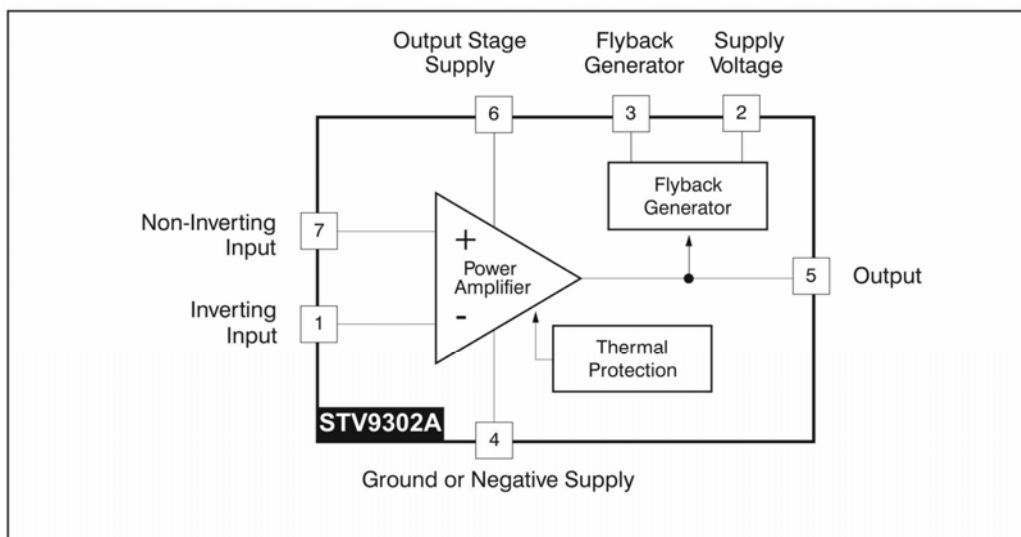 Output Stage
Supply
Flyback
Generator
Supply
Voltage
6
3
2
Flyback
Generator
Non-Inverting
Input
7
+
Power
Amplifier
-
5
Output
Inverting
Input
1
Thermal
Protection
STV9302A
4
Ground or Negative Supply